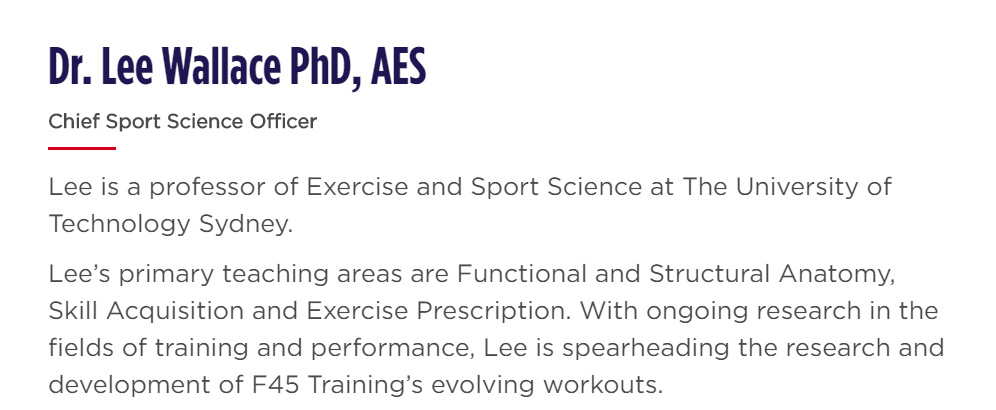 Dr. Lee Wallace PhD, AES
Chief Sport Science Officer
Lee is a professor of Exercise and Sport Science at The University of
Technology Sydney.
Lee’s primary teaching areas are Functional and Structural Anatomy,
Skill Acquisition and Exercise Prescription. With ongoing research in the
fields of training and performance, Lee is spearheading the research and
development of F45 Training’s evolving workouts.